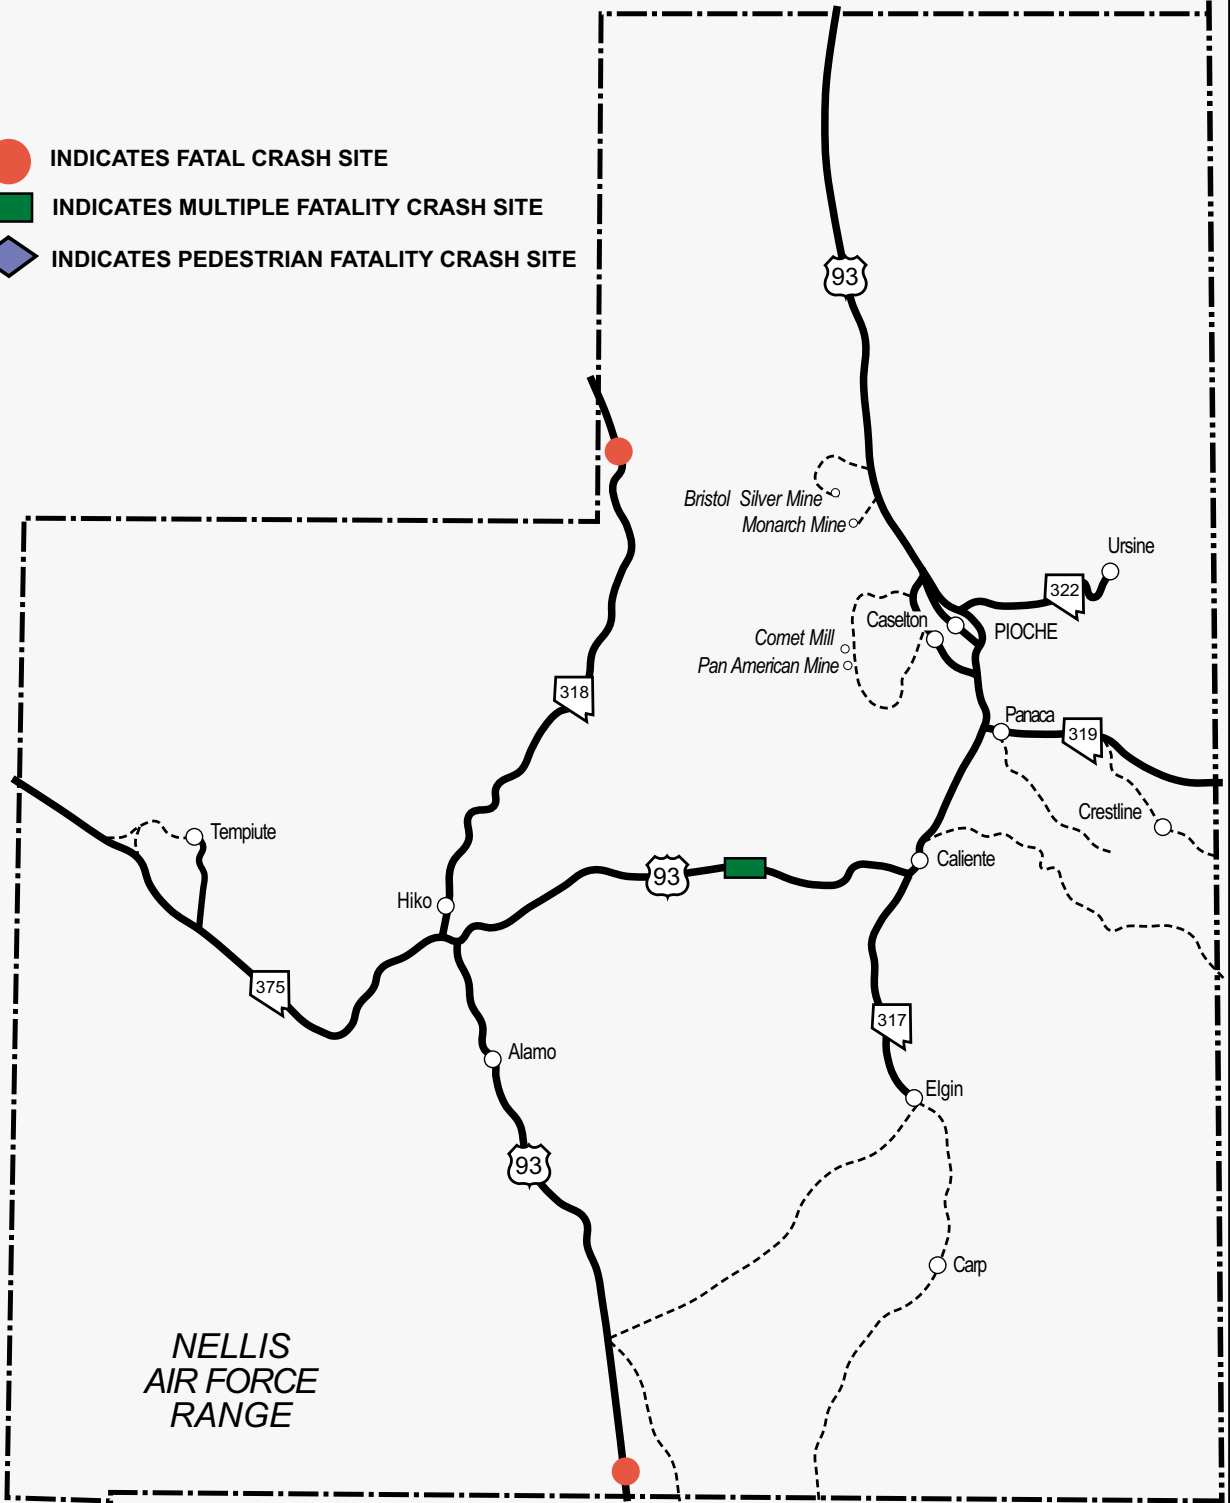 INDICATES FATAL CRASH SITE
INDICATES MULTIPLE FATALITY CRASH SITE
INDICATES PEDESTRIAN FATALITY CRASH SITE
93
Bristol Silver Mine
Monarch Mine
Ursine
322
Caselton
PIOCHE
Comet Mill
Pan American Mine
318
Panaca
319
Crestline
Tempiute
Caliente
93
Hiko
375
317
Alamo
Elgin
93
Carp
NELLIS
AIR FORCE
RANGE